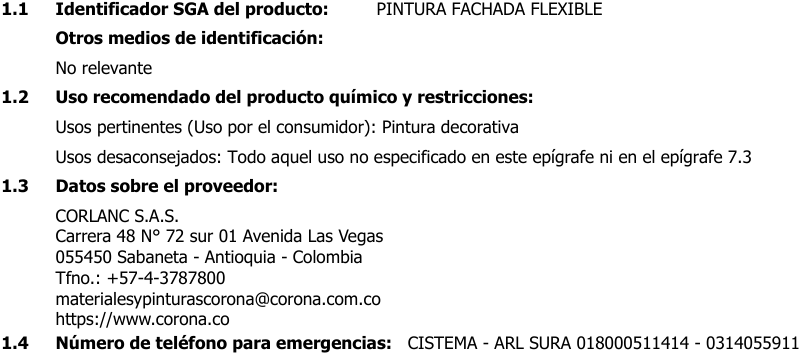 1.1 Identificador SGA del producto: PINTURA FACHADA FLEXIBLE
Otros medios de identificación:
No relevante
1.2 Uso recomendado del producto químico y restricciones:
Usos pertinentes (Uso por el consumidor): Pintura decorativa
Usos desaconsejados: Todo aquel uso no especificado en este epígrafe ni en el epígrafe 7.3
1.3 Datos sobre el proveedor:
CORLANC S.A.S.
Carrera 48 N° 72 sur 01 Avenida Las Vegas
055450 Sabaneta - Antioquia - Colombia
Tfno.: +57-4-3787800
materialesypinturascorona@corona.com.co
https://www.corona.co
1.4 Número de teléfono para emergencias: CISTEMA - ARL SURA 018000511414 - 0314055911